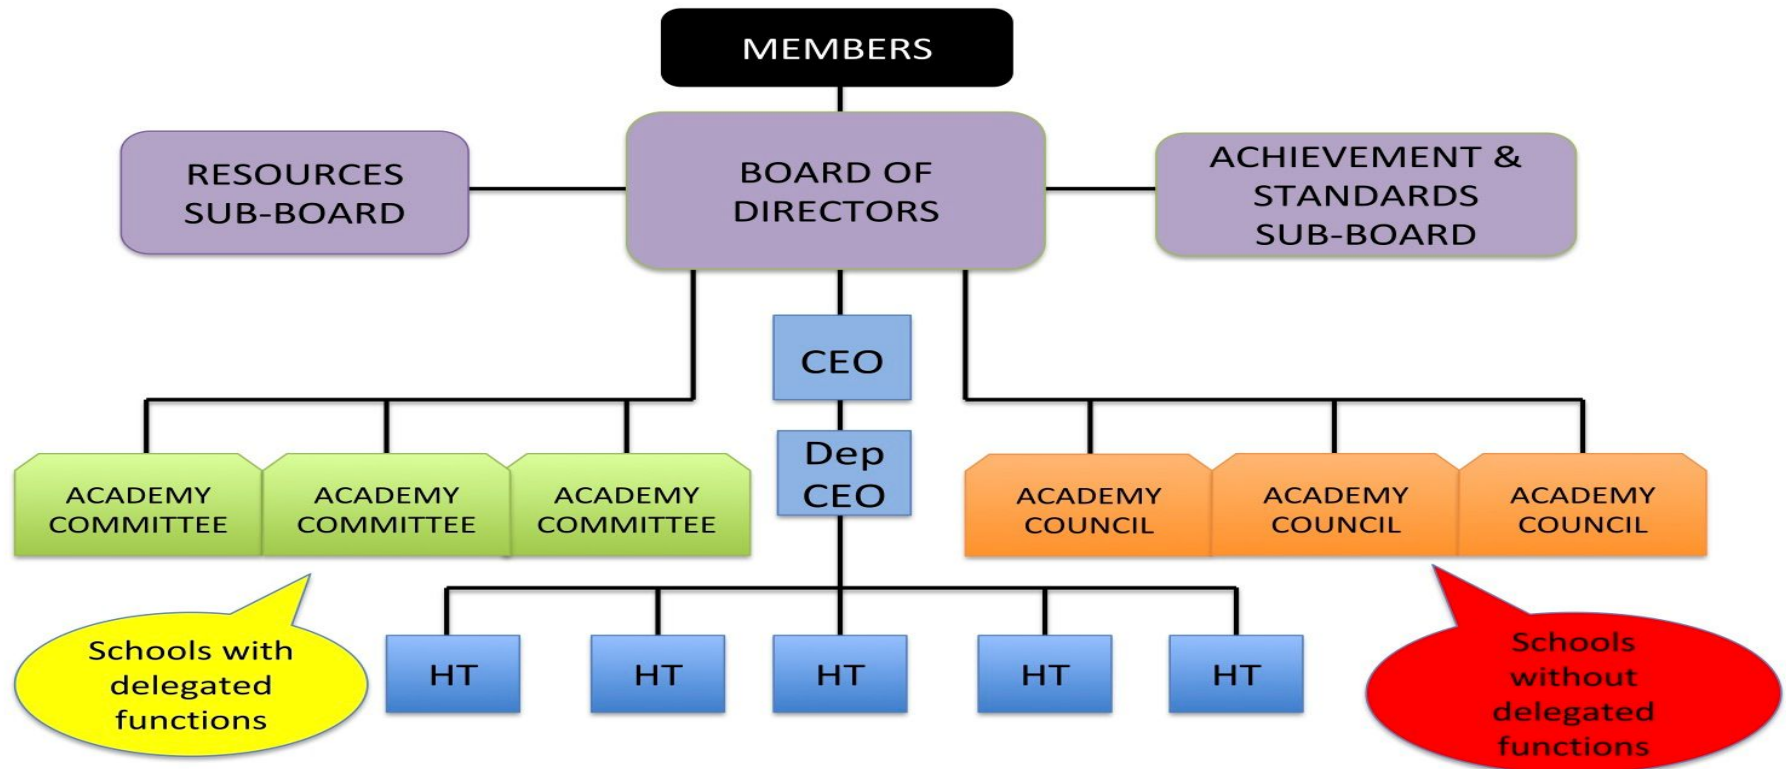 MEMBERS
RESOURCES
SUB-BOARD
BOARD OF
DIRECTORS
ACHIEVEMENT &
STANDARDS
SUB-BOARD
CEO
Dep
CEO
ACADEMY
COMMITTEE
ACADEMY
COMMITTEE
ACADEMY
COMMITTEE
ACADEMY
COUNCIL
ACADEMY
COUNCIL
ACADEMY
COUNCIL
Schools with
delegated
functions
HT
HT
HT
HT
HT
Schools
without
delegated
functions